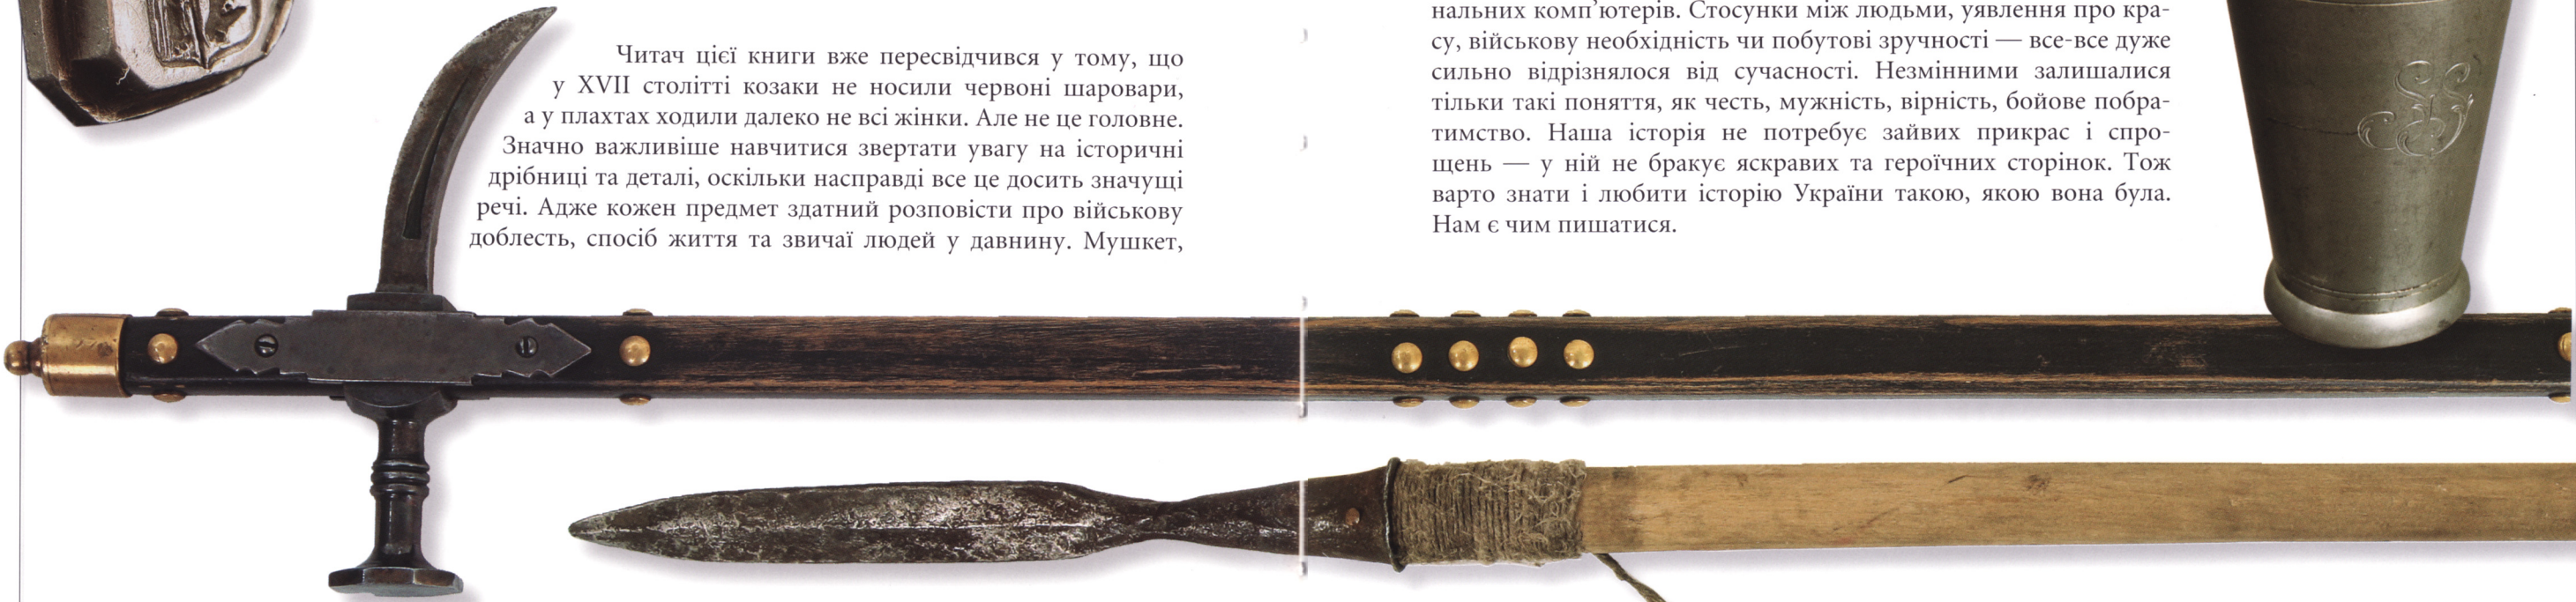 Читач цієї книги вже пересвідчився у тому, що
у XVII столітті козаки не носили червоні шаровари,
а у плахтах ходили далеко не всі жінки. Але не це головне.
Значно важливіше навчитися звертати увагу на історичні
дрібниці та деталі, оскільки насправді все це досить значущі
речі. Адже кожен предмет здатний розповісти про військову
доблесть, спосіб життя та звичаї людей у давнину. Мушкет,
нальних комп'ютерів. Стосунки між людьми, уявлення про кра-
су, військову необхідність чи побутові зручності — все-все дуже
сильно відрізнялося від сучасності. Незмінними залишалися
тільки такі поняття, як честь, мужність, вірність, бойове побра-
тимство. Наша історія не потребує зайвих прикрас і спро-
щень — у ній не бракує яскравих та героїчних сторінок. Тож
варто знати і любити історію України такою, якою вона була.
Нам є чим пишатися.